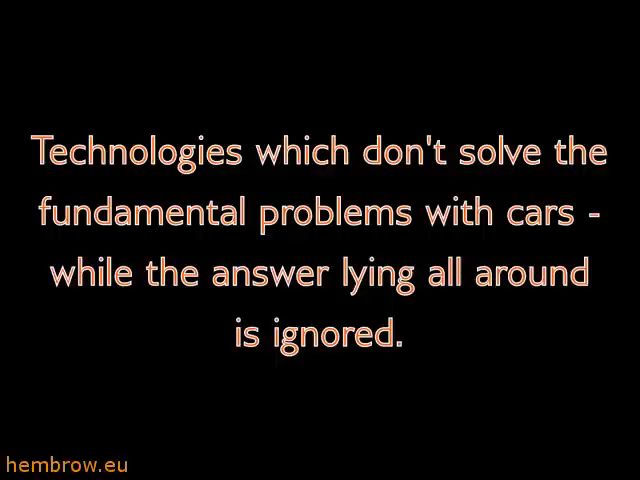 Technologies which don't solve the
fundamental problems with cars -
while the answer lying all around
is ignored.
hembrow.eu